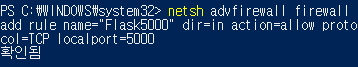 PS C:\WINDOWS\system32> netsh advfirewall firewall
add rule name="Flask5000" dir=in action=allow proto
col=TCP localport=5000
확인됨